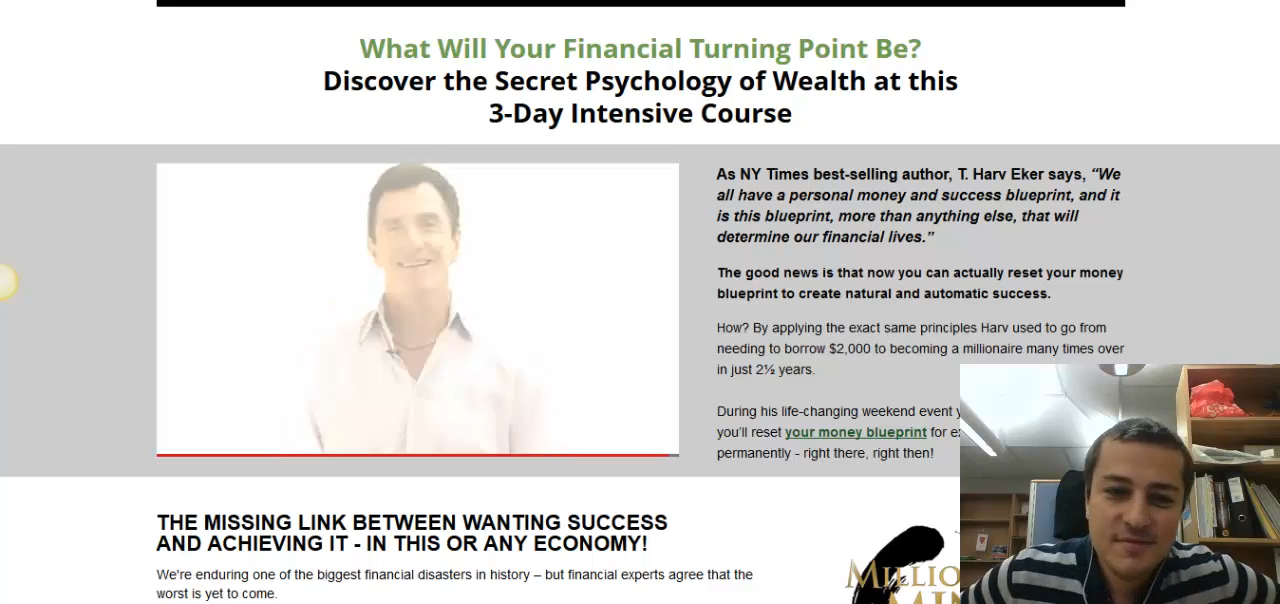 What Will Your Financial Turning Point Be?
Discover the Secret Psychology of Wealth at this
3-Day Intensive Course
As NY Times best-selling author, T. Harv Eker says, “We
all have a personal money and success blueprint, and it
is this blueprint, more than anything else, that will
determine our financial lives.”
The good news is that now you can actually reset your money
blueprint to create natural and automatic success.
How? By applying the exact same principles Harv used to go from
needing to borrow $2,000 to becoming a millionaire many times over
in just 2½ years.
During his life-changing weekend event
you'll reset your money blueprint for
permanently - right there, right then!
THE MISSING LINK BETWEEN WANTING SUCCESS
AND ACHIEVING IT - IN THIS OR ANY ECONOMY!
We're enduring one of the biggest financial disasters in history – but financial experts agree that the
worst is yet to come.